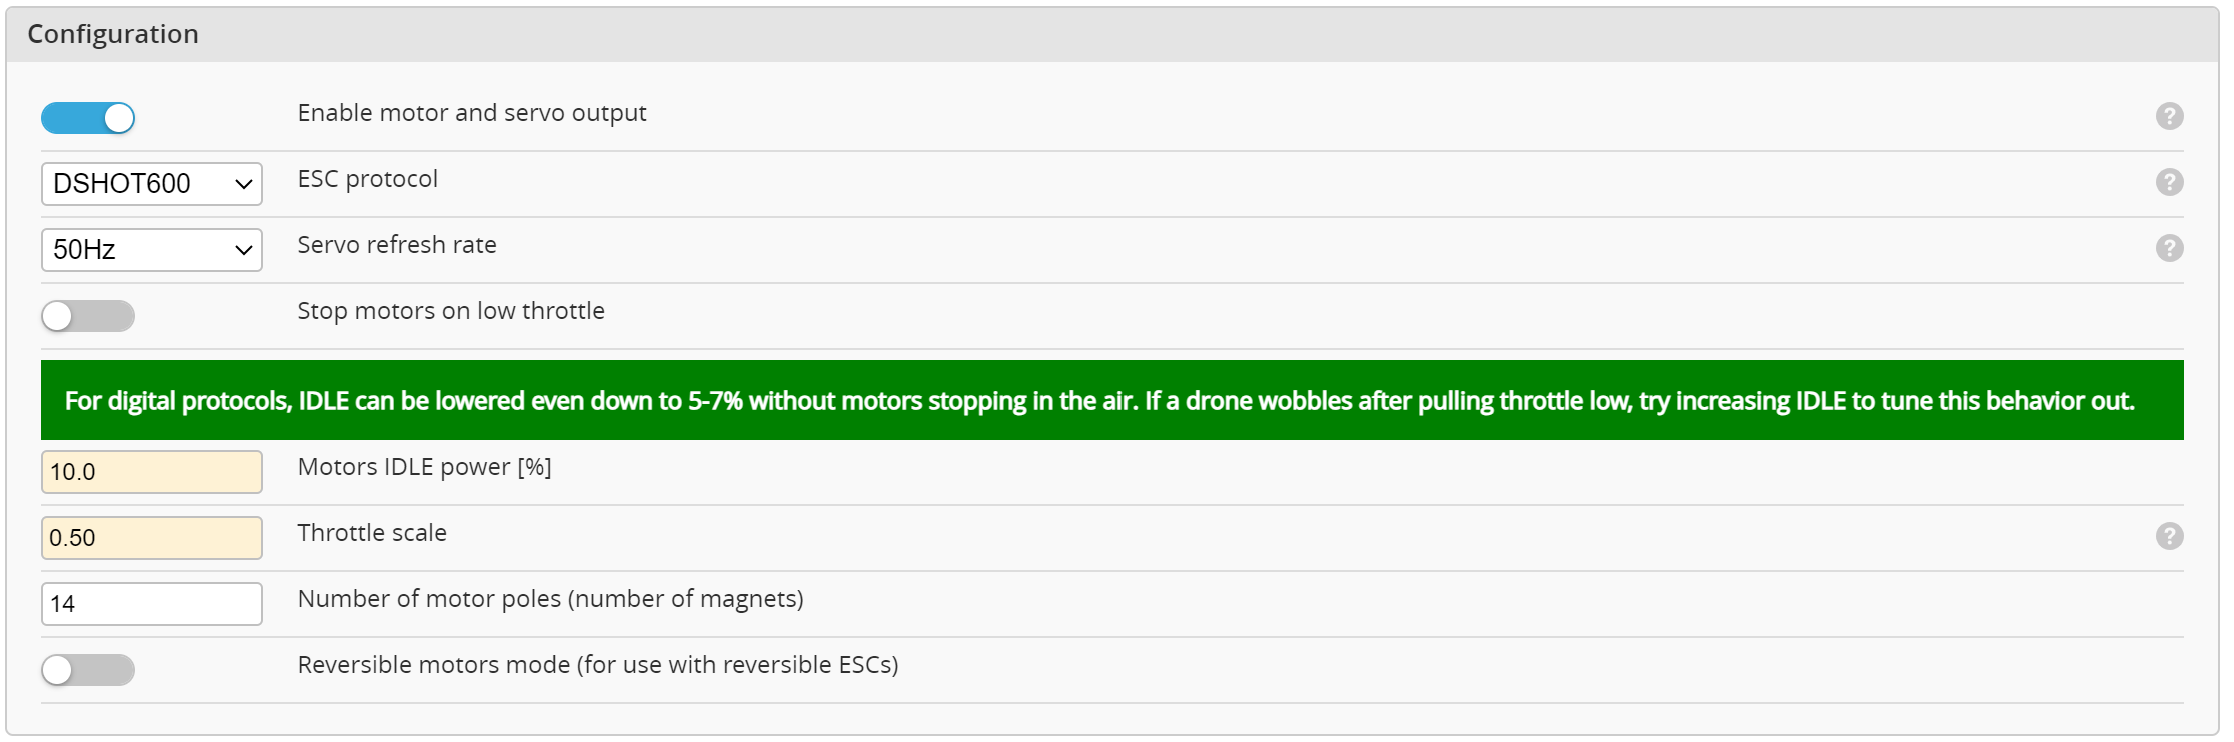 Configuration
Enable motor and servo output
?
DSHOT600
ESC protocol
?
50Hz
Servo refresh rate
?
Stop motors on low throttle
For digital protocols, IDLE can be lowered even down to 5-7% without motors stopping in the air. If a drone wobbles after pulling throttle low, try increasing IDLE to tune this behavior out.
10.0
Motors IDLE power [%]
0.50
Throttle scale
?
14
Number of motor poles (number of magnets)
Reversible motors mode (for use with reversible ESCs)